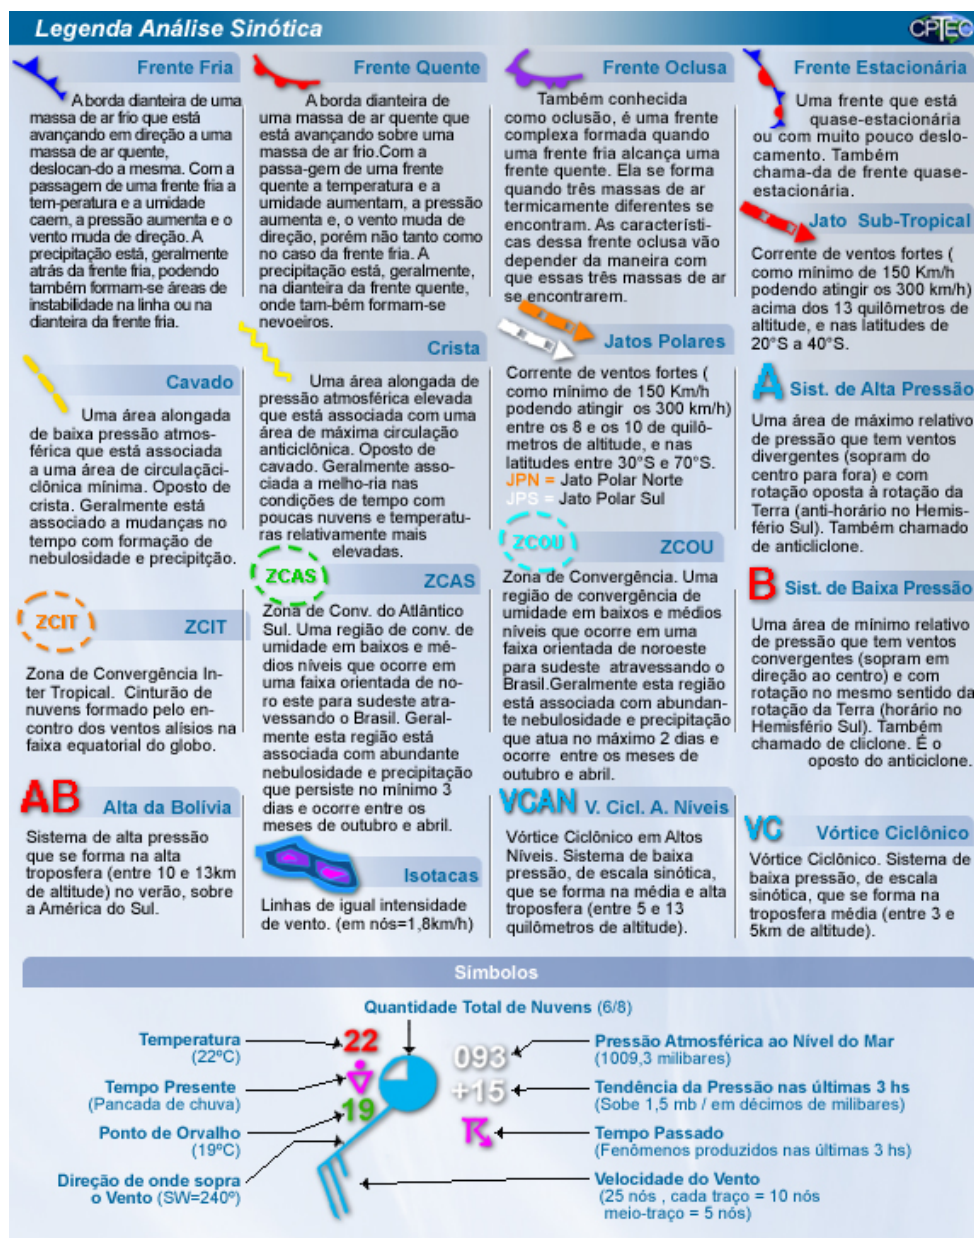 Legenda Análise Sinótica
CPTEC
Frente Fria
A borda dianteira de uma
massa de ar frio que está
avançando em direção a uma
massa de ar quente,
deslocan-do a mesma. Com a
passagem de uma frente fria a
tem-peratura e a umidade
caem, a pressão aumenta e o
vento muda de direção. A
precipitação está, geralmente
atrás da frente fria, podendo
também formam-se áreas de
instabilidade na linha ou na
dianteira da frente fria.
Cavado
Uma área alongada
de baixa pressão atmos-
férica que está associada
a uma área de circulaçãci-
clônica mínima. Oposto de
crista. Geralmente está
associado a mudanças no
tempo com formação de
nebulosidade e precipitção.
ZCIT
ZCIT
Zona de Convergência In-
ter Tropical. Cinturão de
nuvens formado pelo en-
contro dos ventos alísios na
faixa equatorial do globo.
AB
Alta da Bolívia
Sistema de alta pressão
que se forma na alta
troposfera (entre 10 e 13km
de altitude) no verão, sobre
a América do Sul.
Frente Quente
A borda dianteira de
uma massa de ar quente que
está avançando sobre uma
massa de ar frio.Com a
passa-gem de uma frente
quente a temperatura e a
umidade aumentam, a pressão
aumenta e, o vento muda de
direção, porém não tanto como
no caso da frente fria. A
precipitação está, geralmente,
na dianteira da frente quente,
onde tam-bém formam-se
nevoeiros.
Crista
Uma área alongada de
pressão atmosférica elevada
que está associada com uma
área de máxima circulação
anticiclônica. Oposto de
cavado. Geralmente asso-
ciada a melho-ria nas
condições de tempo com
poucas nuvens e temperatu-
ras relativamente mais
elevadas.
ZCAS
ZCAS
Zona de Conv. do Atlântico
Sul. Uma região de conv. de
umidade em baixos e mé-
dios níveis que ocorre em
uma faixa orientada de no-
ro este para sudeste atra-
vessando o Brasil. Geral-
mente esta região está
associada com abundante
nebulosidade e precipitação
que persiste no mínimo 3
dias e ocorre entre os
meses de outubro e abril.
Isotacas
Linhas de igual intensidade
de vento. (em nós=1,8km/h)
Frente Oclusa
Também conhecida
como oclusão, é uma frente
complexa formada quando
uma frente fria alcança uma
frente quente. Ela se forma
quando três massas de ar
termicamente diferentes se
encontram. As característi-
cas dessa frente oclusa vão
depender da maneira com
que essas três massas de ar
se encontrarem.
Jatos Polares
Corrente de ventos fortes (
como mínimo de 150 Km/h
podendo atingir os 300 km/h)
entre os 8 e os 10 de quilô-
metros de altitude, e nas
latitudes entre 30°S e 70°S.
JPN = Jato Polar Norte
JPS = Jato Polar Sul
ZCOU
ZCOU
Zona de Convergência. Uma
região de convergência de
umidade em baixos e médios
níveis que ocorre em uma
faixa orientada de noroeste
para sudeste atravessando o
Brasil.Geralmente esta região
está associada com abundan-
te nebulosidade e precipitação
que atua no máximo 2 dias e
ocorre entre os meses de
outubro e abril.
VCAN
V. Cicl. A. Níveis
Vórtice Ciclônico em Altos
Níveis. Sistema de baixa
pressão, de escala sinótica,
que se forma na média e alta
troposfera (entre 5 e 13
quilômetros de altitude).
Frente Estacionária
Uma frente que está
quase-estacionária
ou com muito pouco deslo-
camento. Também
chama-da de frente quase-
estacionária.
Jato Sub-Tropical
Corrente de ventos fortes (
como mínimo de 150 Km/h
podendo atingir os 300 km/h)
acima dos 13 quilômetros de
altitude, e nas latitudes de
20°S a 40°S.
A
Sist. de Alta Pressão
Uma área de máximo relativo
de pressão que tem ventos
divergentes (sopram do
centro para fora) e com
rotação oposta à rotação da
Terra (anti-horário no Hemis-
fério Sul). Também chamado
de anticliclone.
B
Sist. de Baixa Pressão
Uma área de mínimo relativo
de pressão que tem ventos
convergentes (sopram em
direção ao centro) e com
rotação no mesmo sentido da
rotação da Terra (horário no
Hemisfério Sul). Também
chamado de cliclone. É o
oposto do anticiclone.
VC
Vórtice Ciclônico
Vórtice Ciclônico. Sistema de
baixa pressão, de escala
sinótica, que se forma na
troposfera média (entre 3 e
5km de altitude).
Símbolos
Quantidade Total de Nuvens (6/8)
Temperatura
(22ºC)
Tempo Presente
(Pancada de chuva)
Ponto de Orvalho
(19ºC)
Direção de onde sopra
o Vento (SW=240º)
22
19
093
+15
Pressão Atmosférica ao Nível do Mar
(1009,3 milibares)
Tendência da Pressão nas últimas 3 hs
(Sobe 1,5 mb / em décimos de milibares)
Tempo Passado
(Fenômenos produzidos nas últimas 3 hs)
Velocidade do Vento
(25 nós , cada traço = 10 nós
meio-traço = 5 nós)